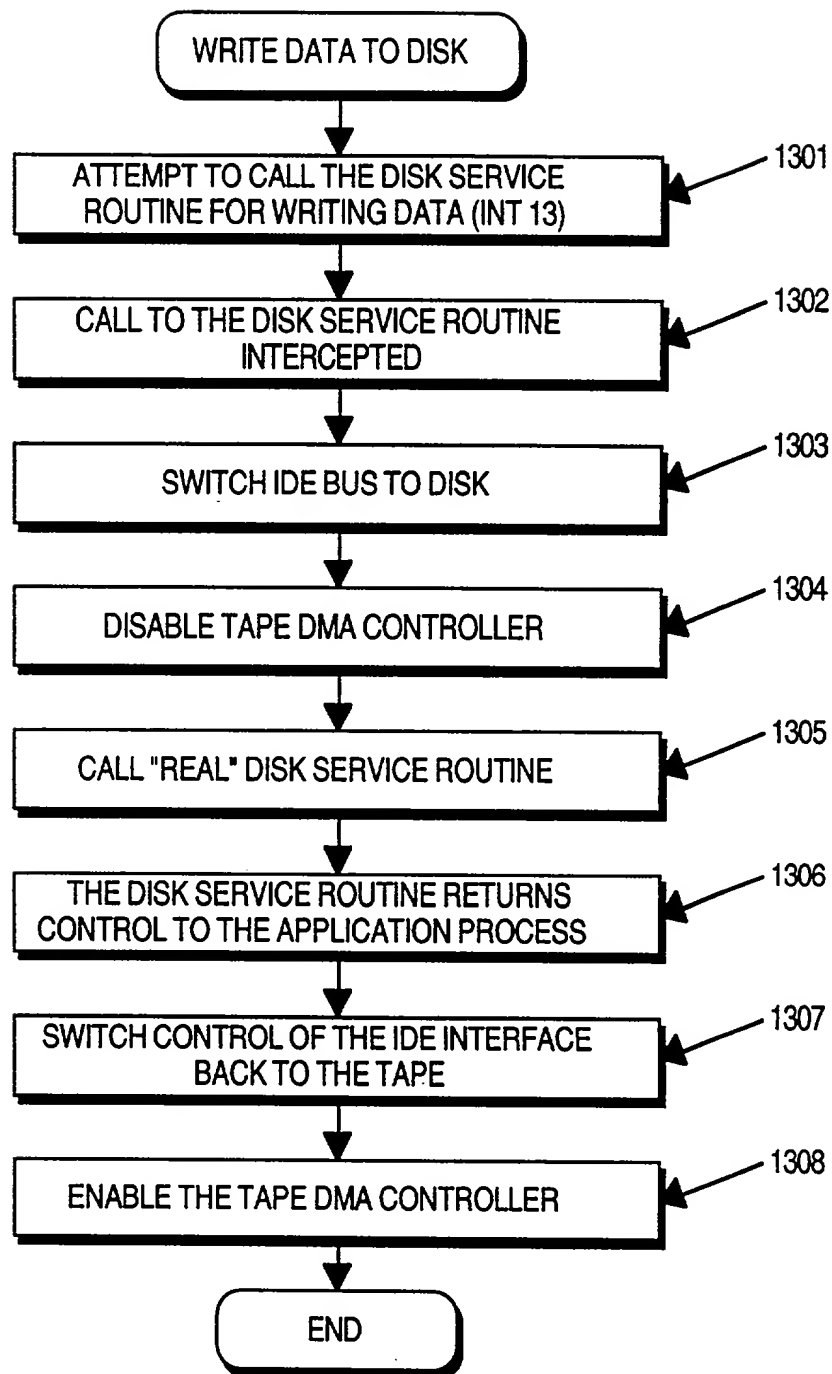 WRITE DATA TO DISK
1301
ATTEMPT TO CALL THE DISK SERVICE
ROUTINE FOR WRITING DATA (INT 13)
1302
CALL TO THE DISK SERVICE ROUTINE
INTERCEPTED
1303
SWITCH IDE BUS TO DISK
1304
DISABLE TAPE DMA CONTROLLER
1305
CALL "REAL" DISK SERVICE ROUTINE
1306
THE DISK SERVICE ROUTINE RETURNS
CONTROL TO THE APPLICATION PROCESS
1307
SWITCH CONTROL OF THE IDE INTERFACE
BACK TO THE TAPE
1308
ENABLE THE TAPE DMA CONTROLLER
END